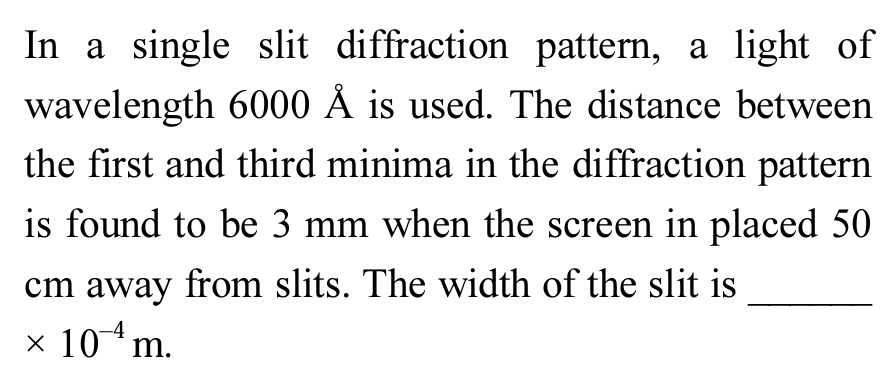 In a single slit diffraction pattern, a light of
wavelength 6000 Å is used. The distance between
the first and third minima in the diffraction pattern
is found to be 3 mm when the screen in placed 50
cm away from slits. The width of the slit is ______
× 10⁻⁴ m.